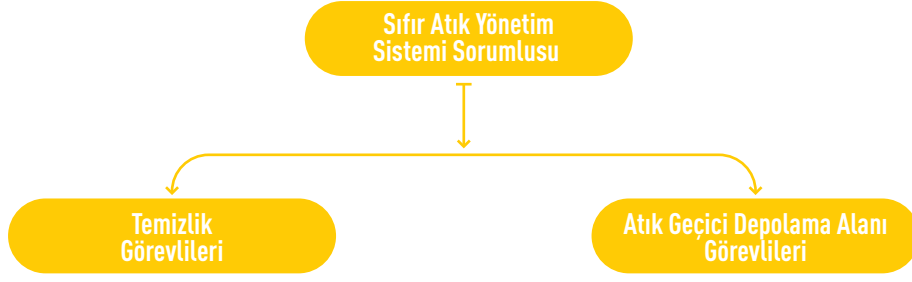 Sıfır Atık Yönetim
Sistemi Sorumlusu
Temizlik
Görevlileri
Atık Geçici Depolama Alanı
Görevlileri